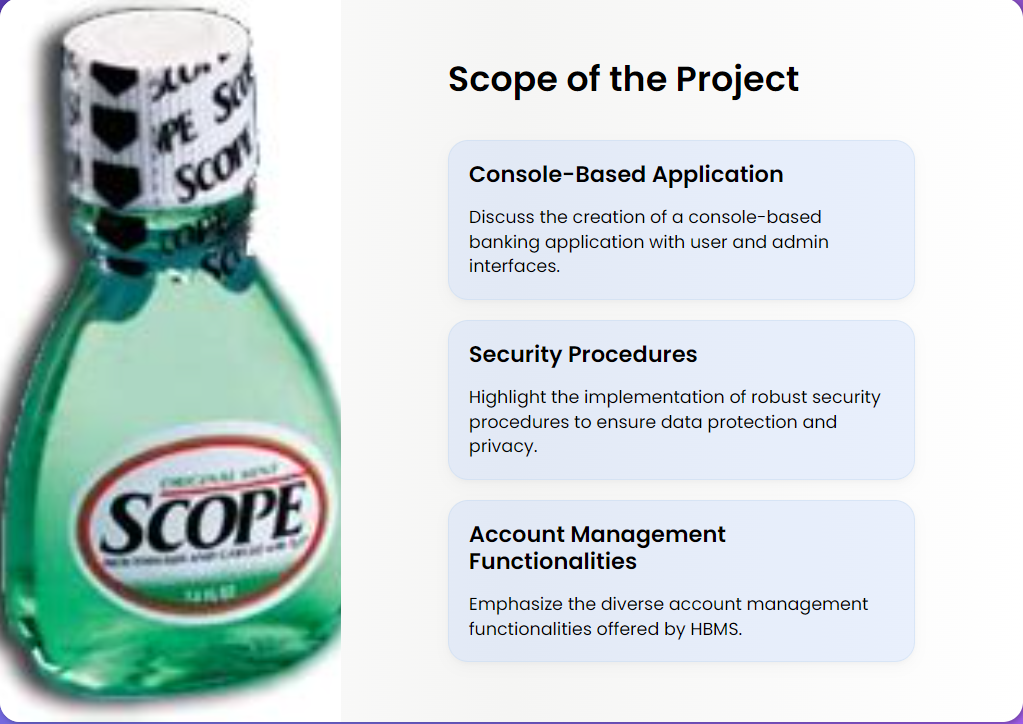 SCOPE
SCOPE
ORIGINAL MINT
SCOPE
Scope of the Project
Console-Based Application
Discuss the creation of a console-based
banking application with user and admin
interfaces.
Security Procedures
Highlight the implementation of robust security
procedures to ensure data protection and
privacy.
Account Management
Functionalities
Emphasize the diverse account management
functionalities offered by HBMS.